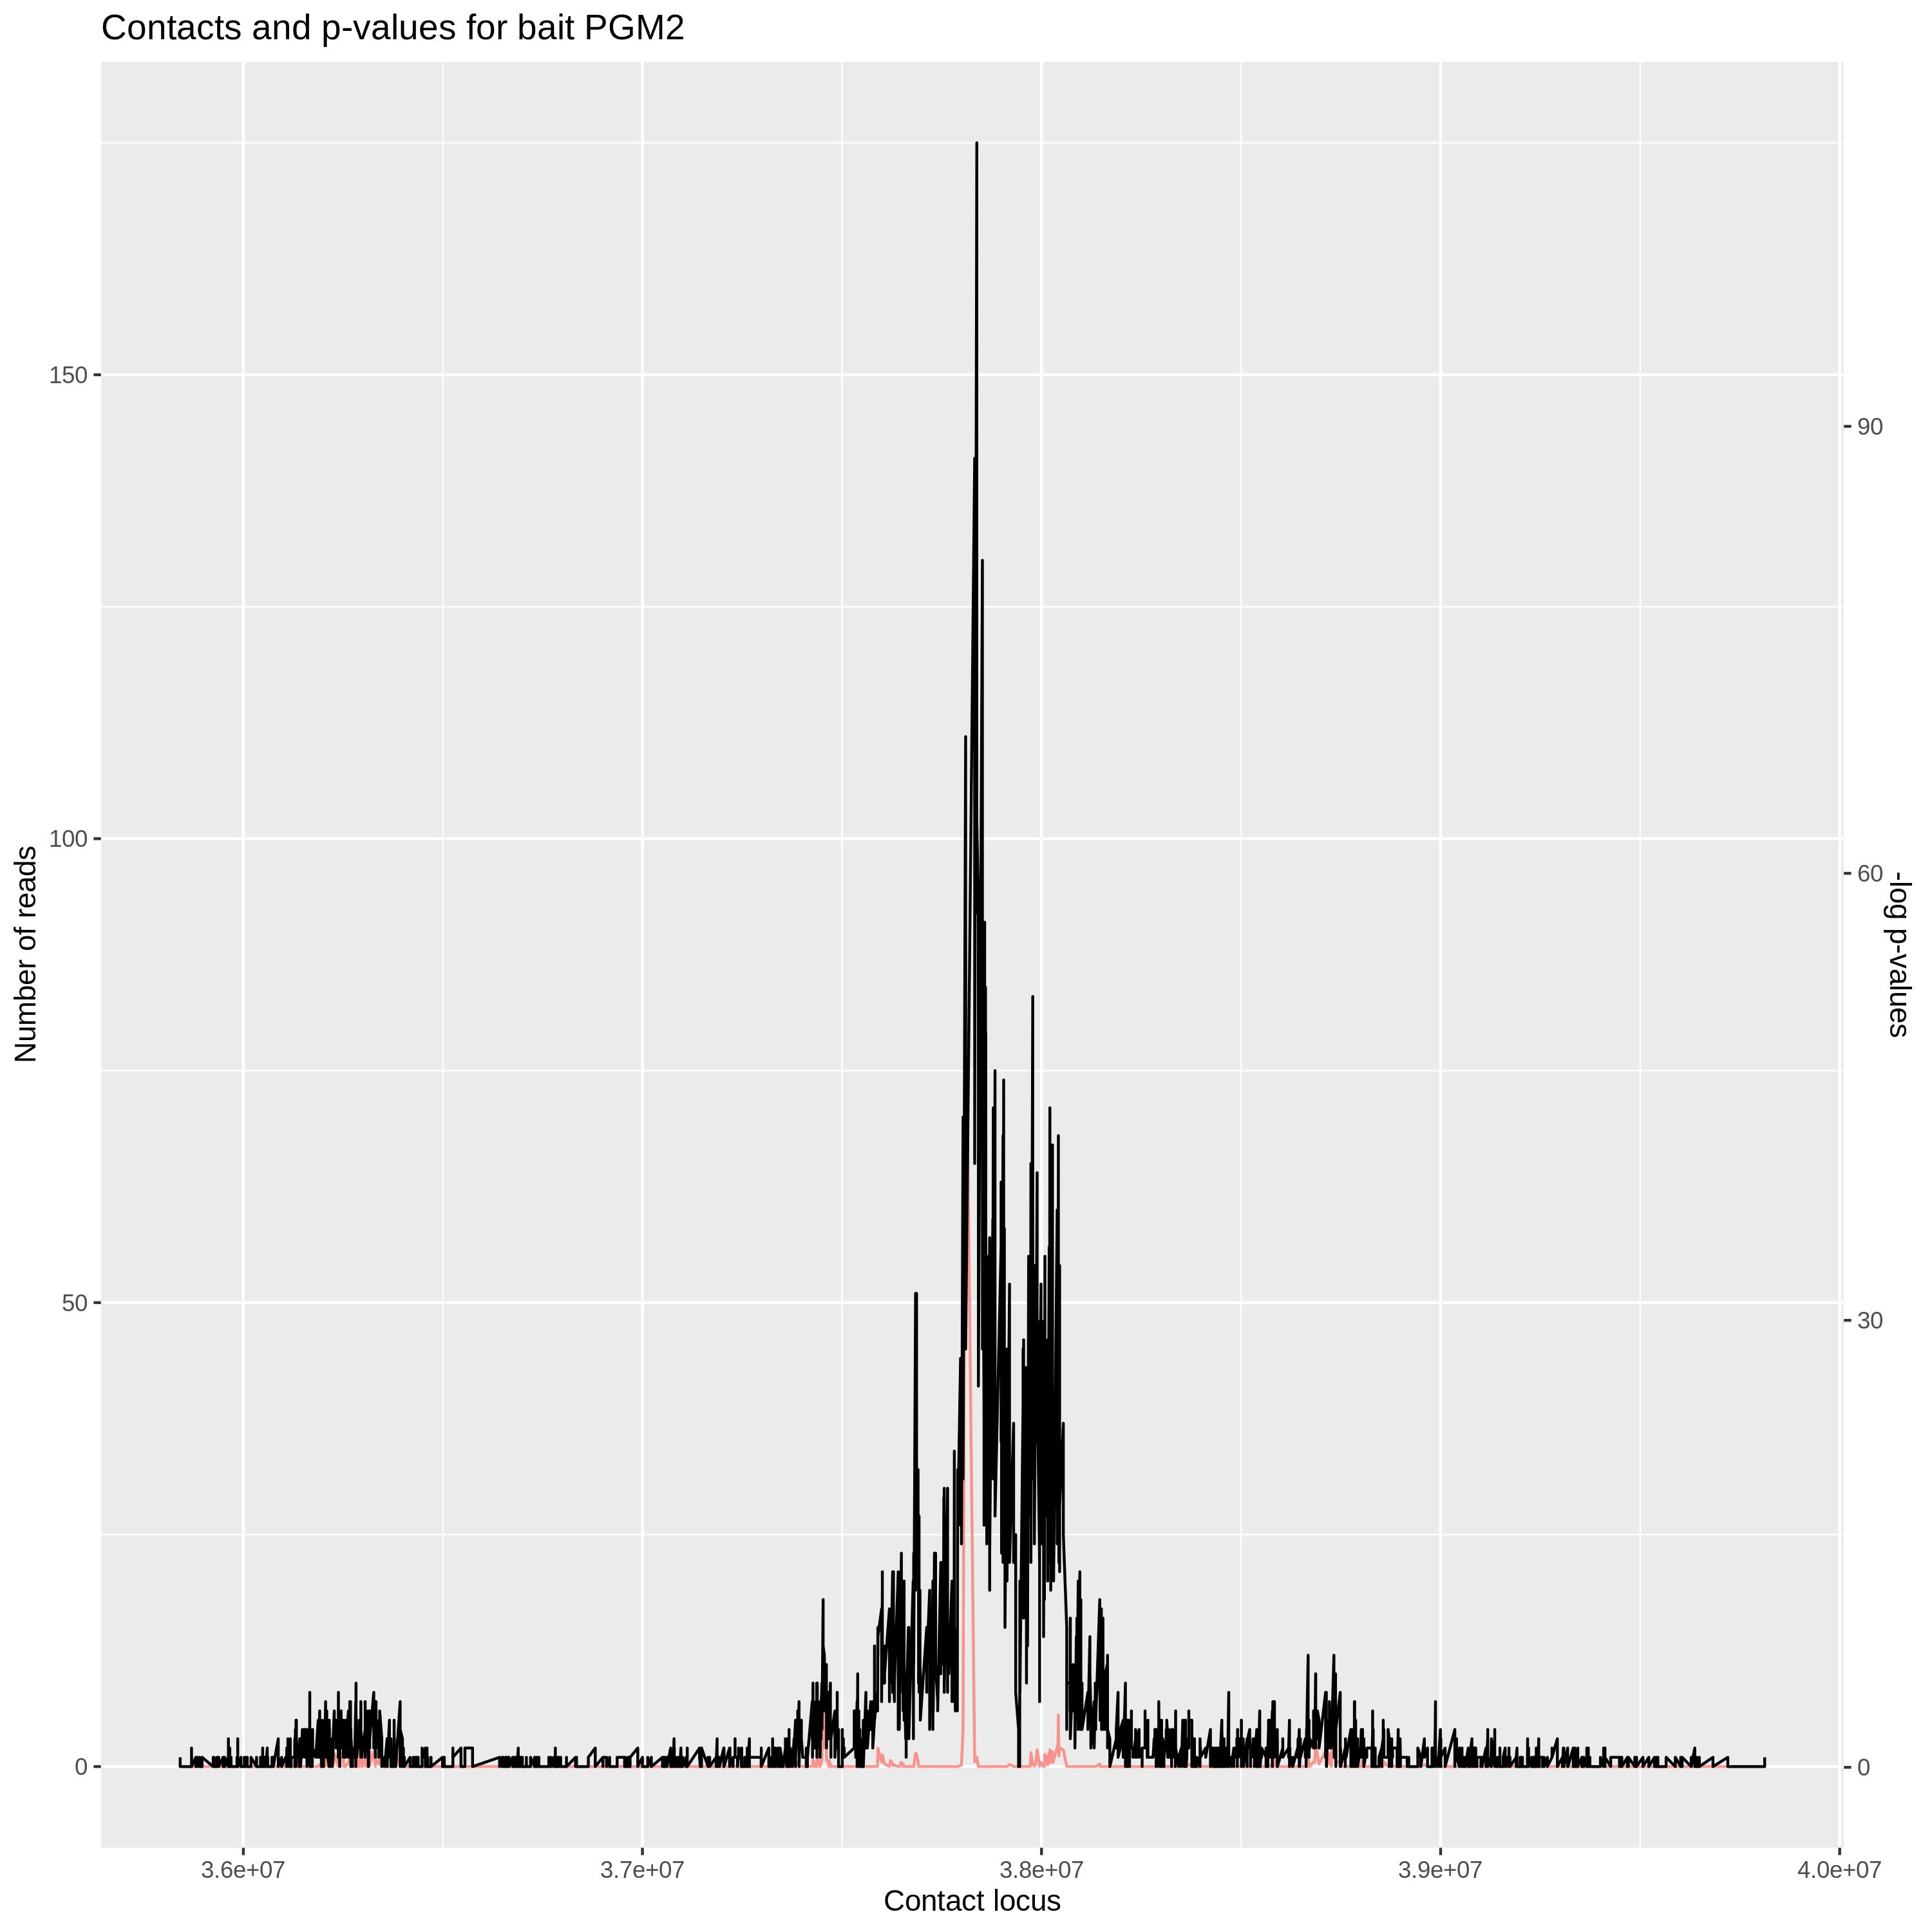 Contacts and p-values for bait PGM2
Number of reads
150
100
50
0
90
60
30
0
-log p-values
3.6e+07 3.7e+07 3.8e+07 3.9e+07 4.0e+07
Contact locus